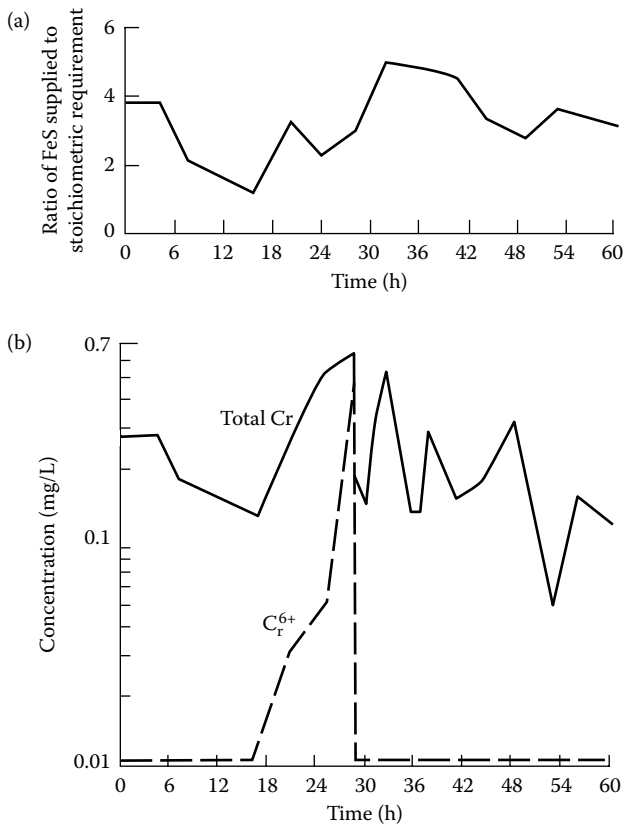 (a)
Ratio of FeS supplied to
stoichiometric requirement
6
4
2
0
0 6 12 18 24 30 36 42 48 54 60
Time (h)
(b)
Concentration (mg/L)
0.7
0.1
0.01
Total Cr
C_r^6+
0 6 12 18 24 30 36 42 48 54 60
Time (h)